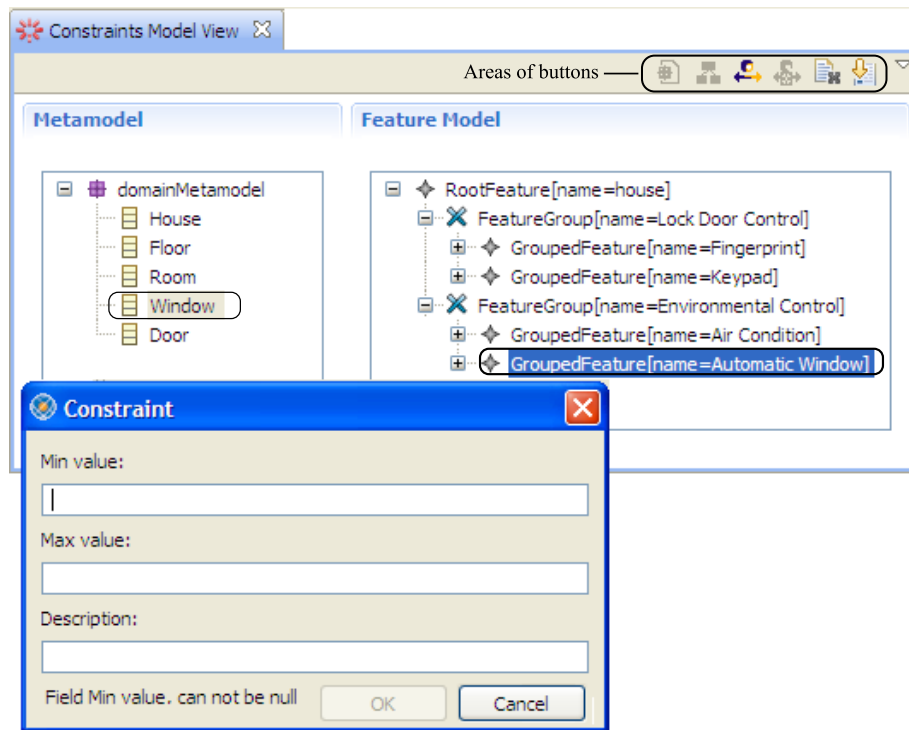 Constraints Model View
Areas of buttons
Metamodel
Feature Model
domainMetamodel
House
Floor
Room
Window
Door
RootFeature[name=house]
FeatureGroup[name=Lock Door Control]
GroupedFeature[name=Fingerprint]
GroupedFeature[name=Keypad]
FeatureGroup[name=Environmental Control]
GroupedFeature[name=Air Condition]
GroupedFeature[name=Automatic Window]
Constraint
Min value:
Max value:
Description:
Field Min value. can not be null
OK
Cancel